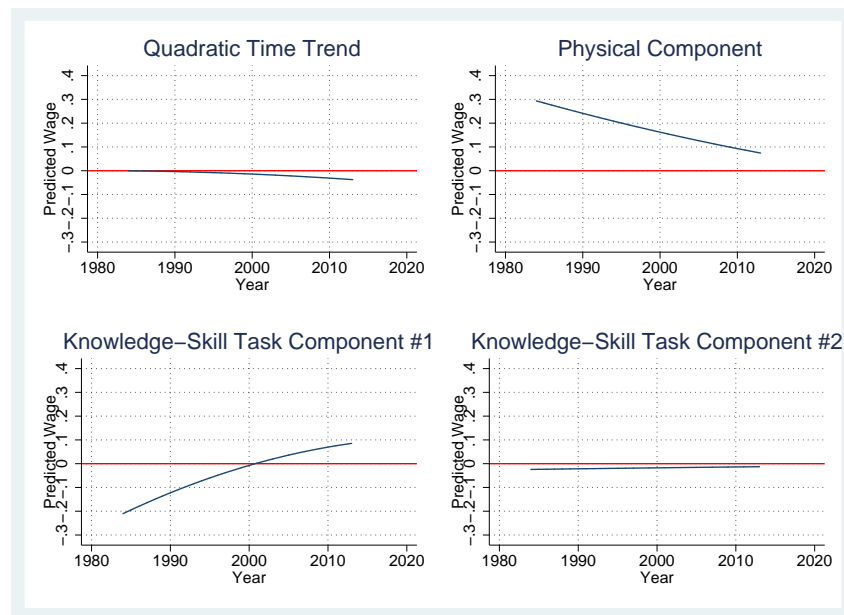 Quadratic Time Trend
Predicted Wage
.4
.3
.2
.1
0
−.1
−.2
−.3
1980 1990 2000 2010 2020
Year
Physical Component
Predicted Wage
.4
.3
.2
.1
0
−.1
−.2
−.3
1980 1990 2000 2010 2020
Year
Knowledge−Skill Task Component #1
Predicted Wage
.4
.3
.2
.1
0
−.1
−.2
−.3
1980 1990 2000 2010 2020
Year
Knowledge−Skill Task Component #2
Predicted Wage
.4
.3
.2
.1
0
−.1
−.2
−.3
1980 1990 2000 2010 2020
Year